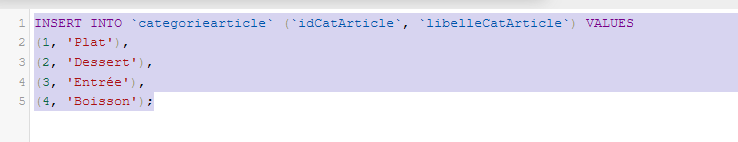 1 INSERT INTO `categoriearticle` (`idCatArticle`, `libelleCatArticle`) VALUES
2 (1, 'Plat'),
3 (2, 'Dessert'),
4 (3, 'Entrée'),
5 (4, 'Boisson');